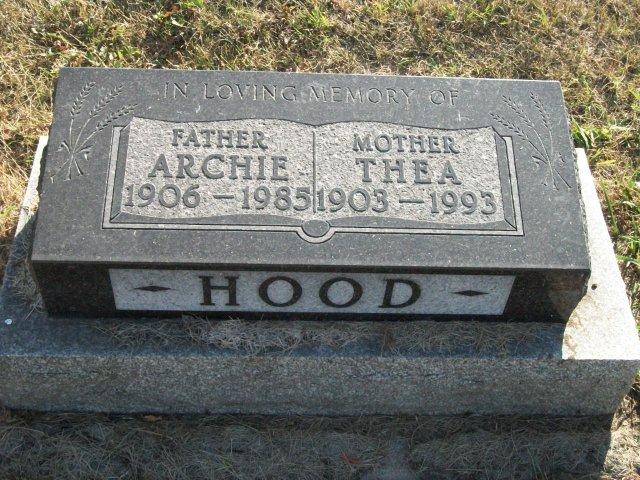 IN LOVING MEMORY OF
FATHER
ARCHIE
1906 – 1985
MOTHER
THEA
1903 – 1993
HOOD